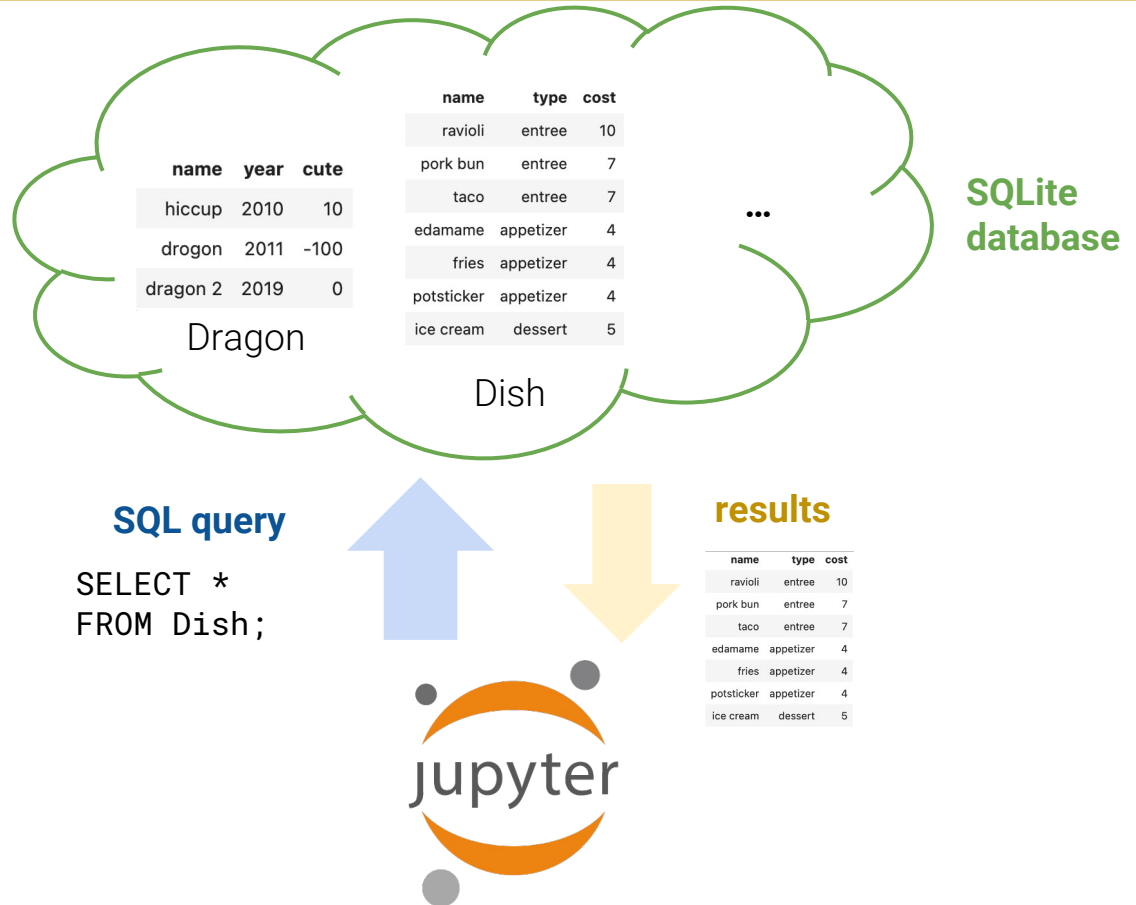 name year cute
hiccup 2010 10
drogon 2011 -100
dragon 2 2019 0
Dragon
name type cost
ravioli entree 10
pork bun entree 7
taco entree 7
edamame appetizer 4
fries appetizer 4
potsticker appetizer 4
ice cream dessert 5
Dish
...
SQLite
database
SQL query
SELECT *
FROM Dish;
results
name type cost
ravioli entree 10
pork bun entree 7
taco entree 7
edamame appetizer 4
fries appetizer 4
potsticker appetizer 4
ice cream dessert 5
jupyter